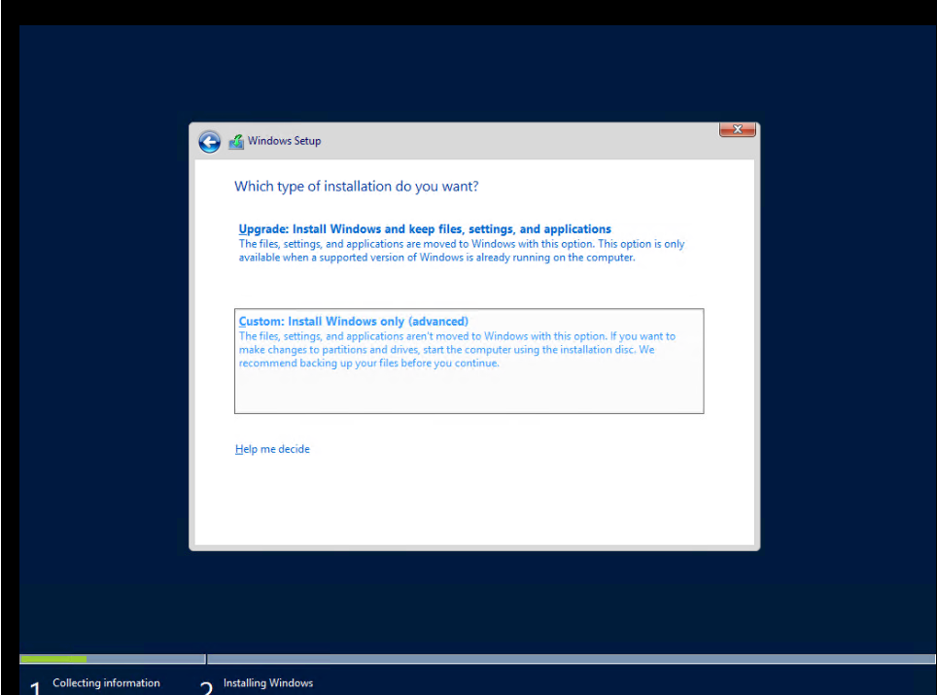 Windows Setup
Which type of installation do you want?
Upgrade: Install Windows and keep files, settings, and applications
The files, settings, and applications are moved to Windows with this option. This option is only
available when a supported version of Windows is already running on the computer.
Custom: Install Windows only (advanced)
The files, settings, and applications aren't moved to Windows with this option. If you want to
make changes to partitions and drives, start the computer using the installation disc. We
recommend backing up your files before you continue.
Help me decide
1 Collecting information
2 Installing Windows